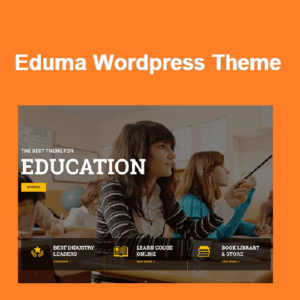 Eduma Wordpress Theme
THE BEST THEME FOR
EDUCATION
BEST INDUSTRY
LEADERS
LEARN COUSE
ONLINE
BOOK LIBRARY
& STORE